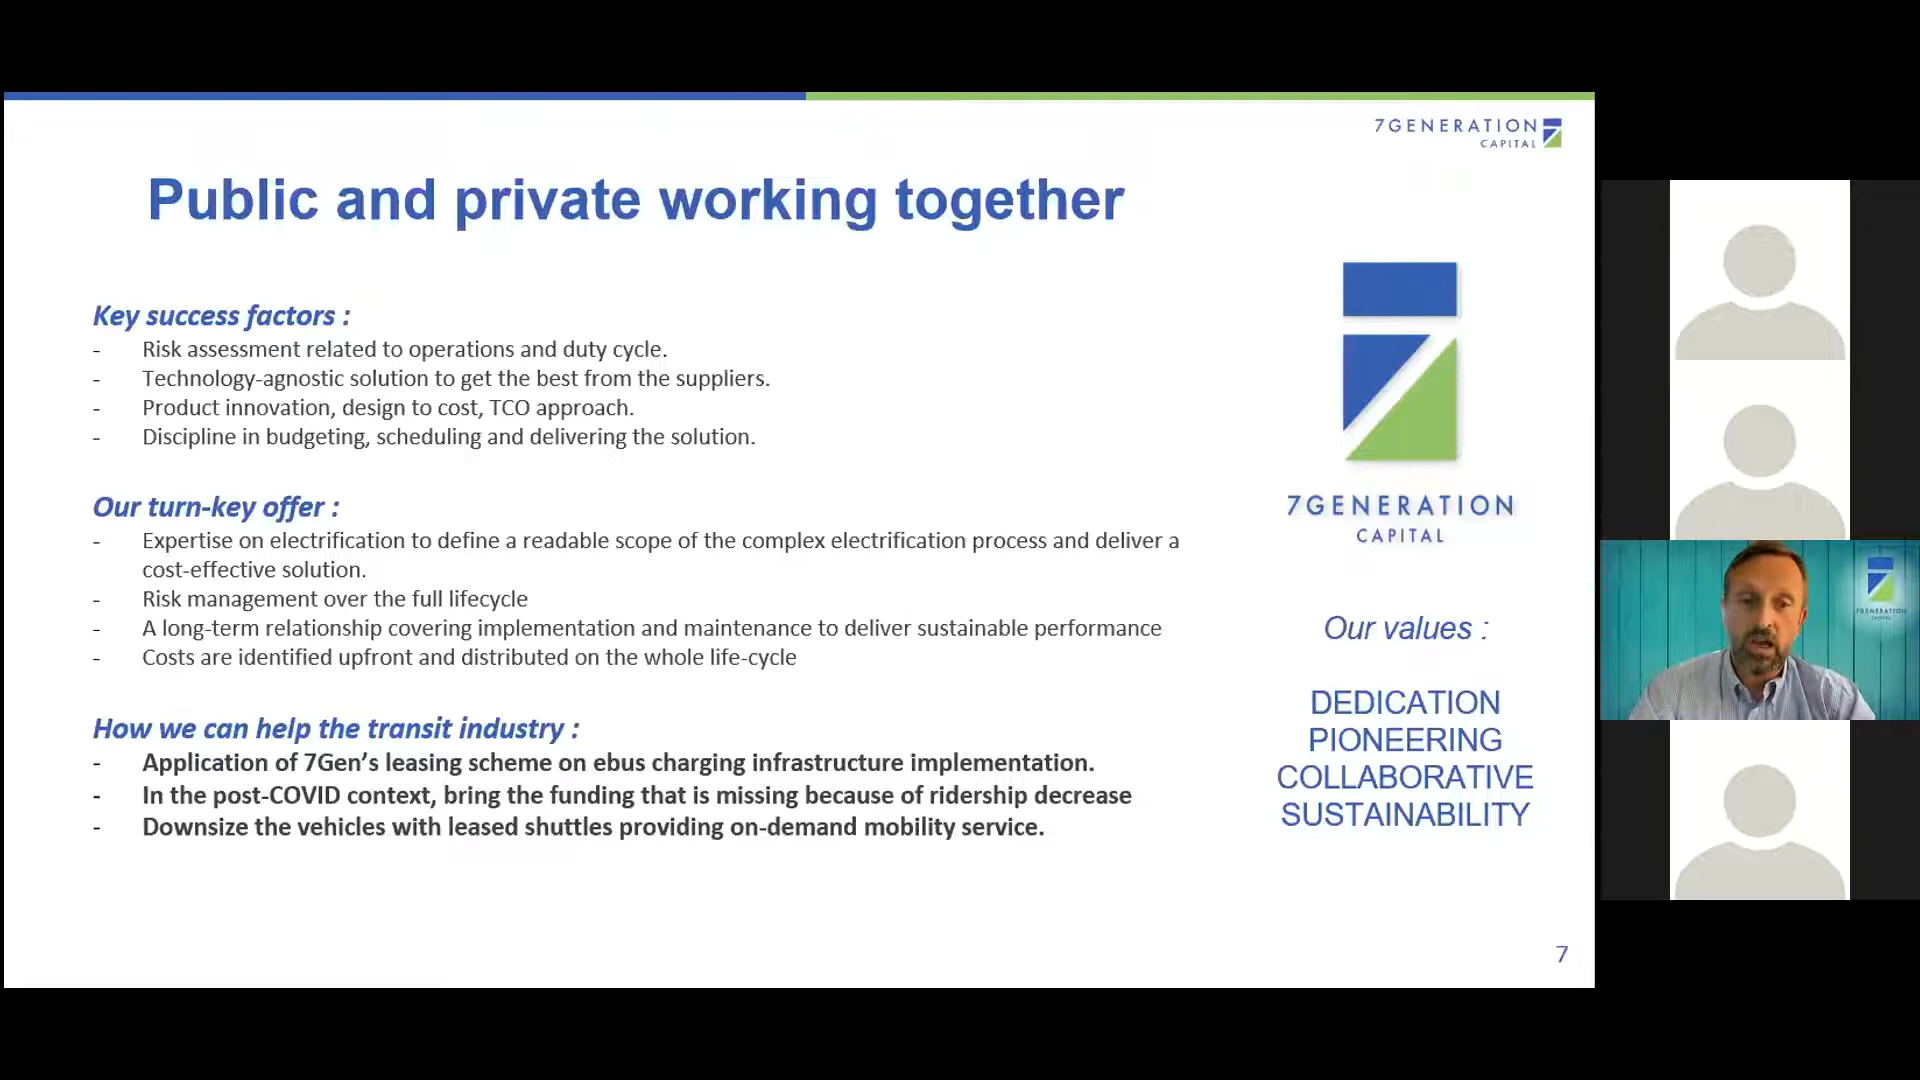 7GENERATION
CAPITAL
Public and private working together
Key success factors :
- Risk assessment related to operations and duty cycle.
- Technology-agnostic solution to get the best from the suppliers.
- Product innovation, design to cost, TCO approach.
- Discipline in budgeting, scheduling and delivering the solution.
Our turn-key offer :
- Expertise on electrification to define a readable scope of the complex electrification process and deliver a
cost-effective solution.
- Risk management over the full lifecycle
- A long-term relationship covering implementation and maintenance to deliver sustainable performance
- Costs are identified upfront and distributed on the whole life-cycle
How we can help the transit industry :
- Application of 7Gen’s leasing scheme on ebus charging infrastructure implementation.
- In the post-COVID context, bring the funding that is missing because of ridership decrease
- Downsize the vehicles with leased shuttles providing on-demand mobility service.
7GENERATION
CAPITAL
Our values :
DEDICATION
PIONEERING
COLLABORATIVE
SUSTAINABILITY
7
7GENERATION
CAPITAL